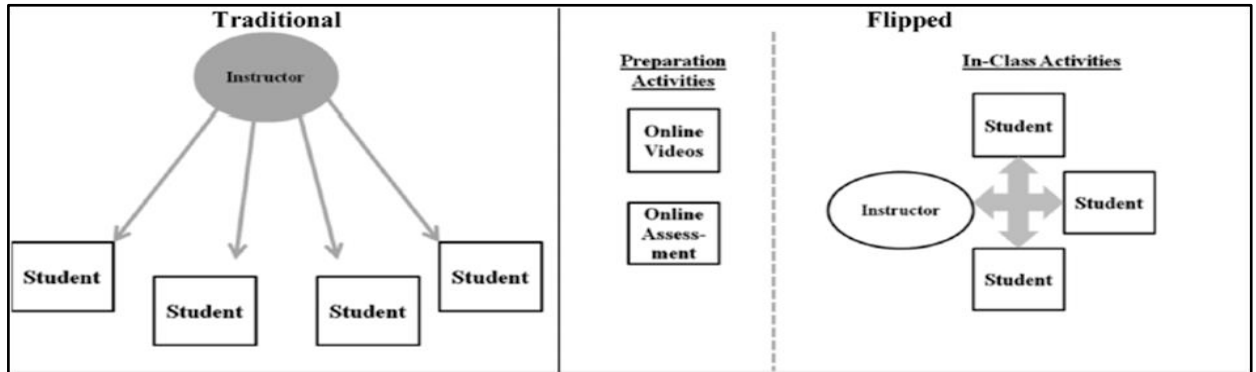 Traditional
Instructor
Student
Student
Student
Student
Flipped
Preparation
Activities
Online
Videos
Online
Assess-
ment
In-Class Activities
Student
Instructor
Student
Student